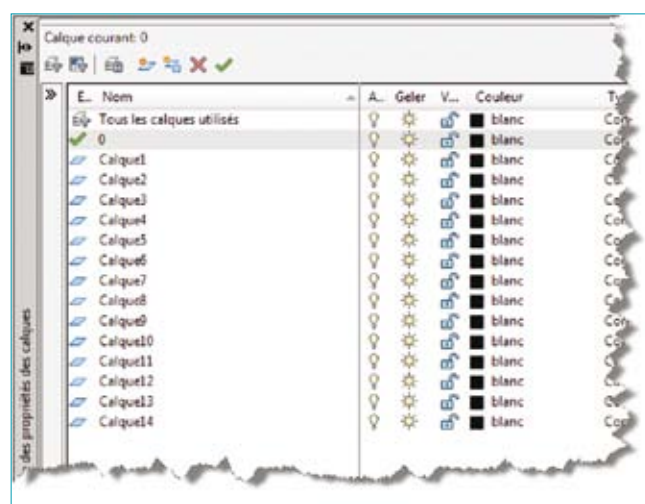 Calque courant: 0
E.. Nom A.. Geler V... Couleur
Tous les calques utilisés blanc
0 blanc
Calque1 blanc
Calque2 blanc
Calque3 blanc
Calque4 blanc
Calque5 blanc
Calque6 blanc
Calque7 blanc
Calque8 blanc
Calque9 blanc
Calque10 blanc
Calque11 blanc
Calque12 blanc
Calque13 blanc
Calque14 blanc
des propriétés des calques